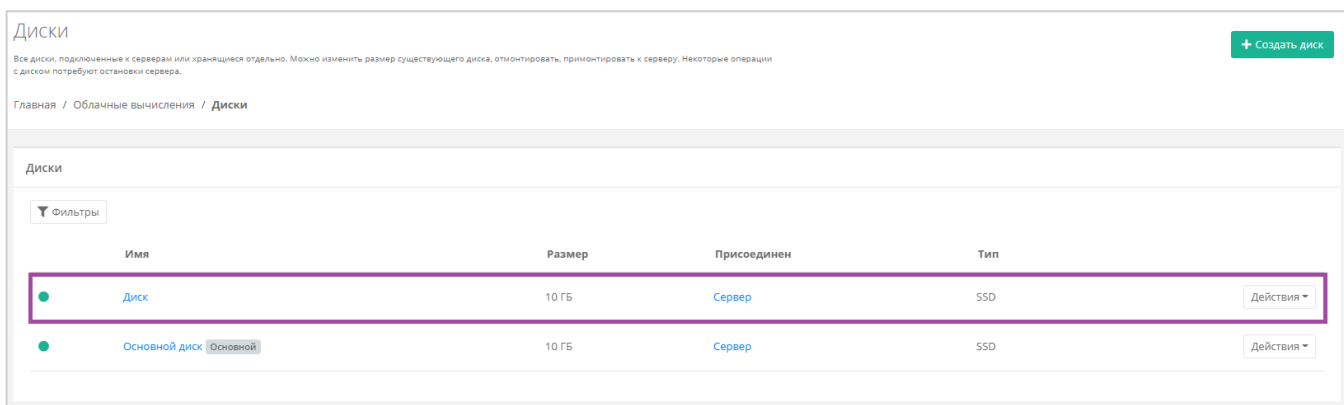 Диски
+ Создать диск
Все диски, подключенные к серверам или хранящиеся отдельно. Можно изменить размер существующего диска, отмонтировать, примонтировать к серверу. Некоторые операции
с диском потребуют остановки сервера.
Главная / Облачные вычисления / Диски
Диски
Фильтры
Имя Размер Присоединен Тип
Диск 10 ГБ Сервер SSD Действия
Основной диск Основной 10 ГБ Сервер SSD Действия